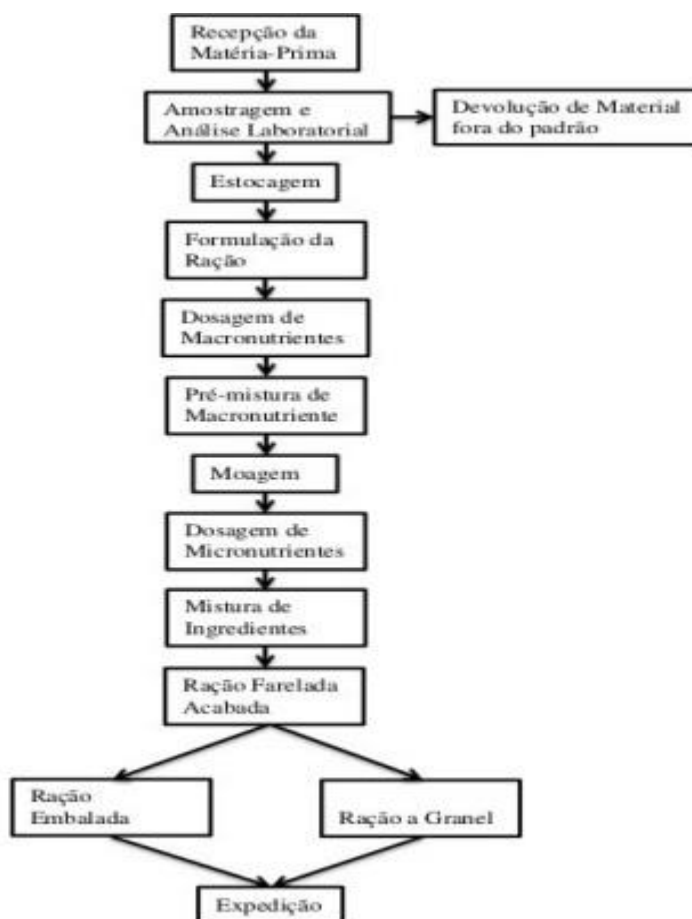 Recepção da
Matéria-Prima
Amostragem e
Análise Laboratorial
Devolução de Material
fora do padrão
Estocagem
Formulação da
Ração
Dosagem de
Macronutrientes
Pré-mistura de
Macronutriente
Moagem
Dosagem de
Micronutrientes
Mistura de
Ingredientes
Ração Farelada
Acabada
Ração
Embalada
Ração a Granel
Expedição